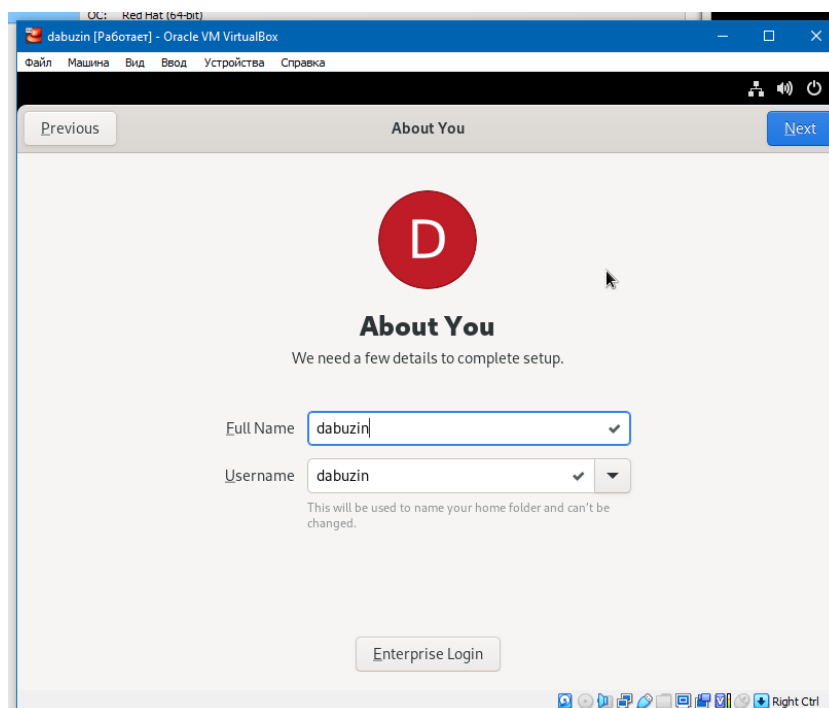 ОС: Red Hat (64-bit)
dabuzin [Работает] - Oracle VM VirtualBox
Файл Машина Вид Ввод Устройства Справка
Previous About You Next
D
About You
We need a few details to complete setup.
Full Name dabuzin
Username dabuzin
This will be used to name your home folder and can't be
changed.
Enterprise Login
Right Ctrl